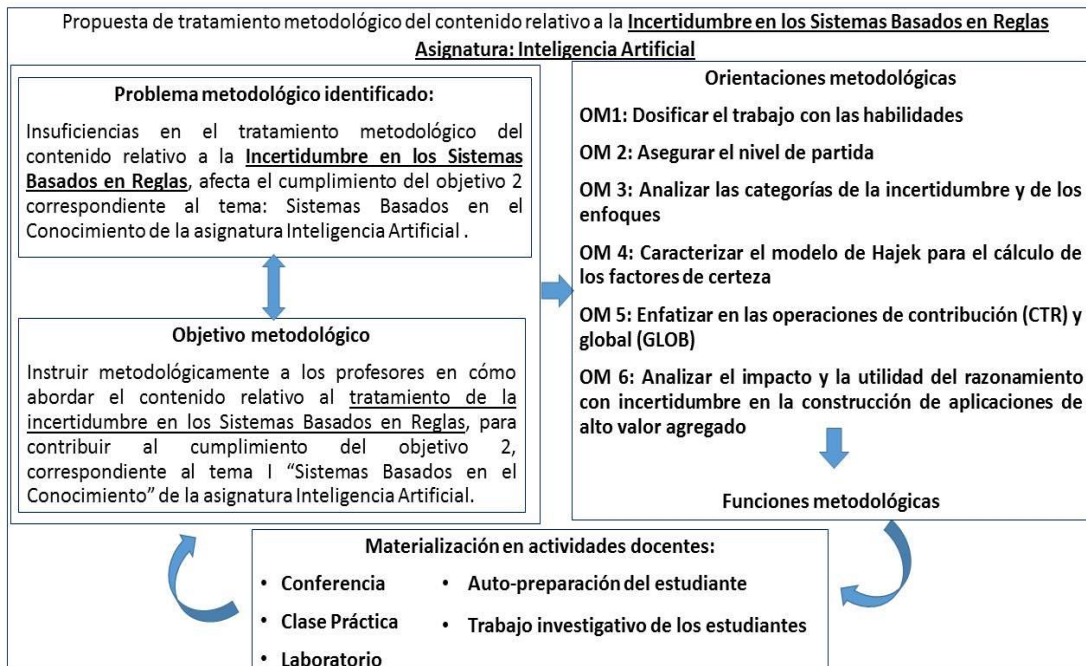 Propuesta de tratamiento metodológico del contenido relativo a la Incertidumbre en los Sistemas Basados en Reglas
Asignatura: Inteligencia Artificial
Problema metodológico identificado:
Insuficiencias en el tratamiento metodológico del
contenido relativo a la Incertidumbre en los Sistemas
Basados en Reglas, afecta el cumplimiento del objetivo 2
correspondiente al tema: Sistemas Basados en el
Conocimiento de la asignatura Inteligencia Artificial .
Objetivo metodológico
Instruir metodológicamente a los profesores en cómo
abordar el contenido relativo al tratamiento de la
incertidumbre en los Sistemas Basados en Reglas, para
contribuir al cumplimiento del objetivo 2,
correspondiente al tema I “Sistemas Basados en el
Conocimiento” de la asignatura Inteligencia Artificial.
Orientaciones metodológicas
OM1: Dosificar el trabajo con las habilidades
OM 2: Asegurar el nivel de partida
OM 3: Analizar las categorías de la incertidumbre y de los
enfoques
OM 4: Caracterizar el modelo de Hajek para el cálculo de
los factores de certeza
OM 5: Enfatizar en las operaciones de contribución (CTR) y
global (GLOB)
OM 6: Analizar el impacto y la utilidad del razonamiento
con incertidumbre en la construcción de aplicaciones de
alto valor agregado
Funciones metodológicas
Materialización en actividades docentes:
• Conferencia
• Clase Práctica
• Laboratorio
• Auto-preparación del estudiante
• Trabajo investigativo de los estudiantes